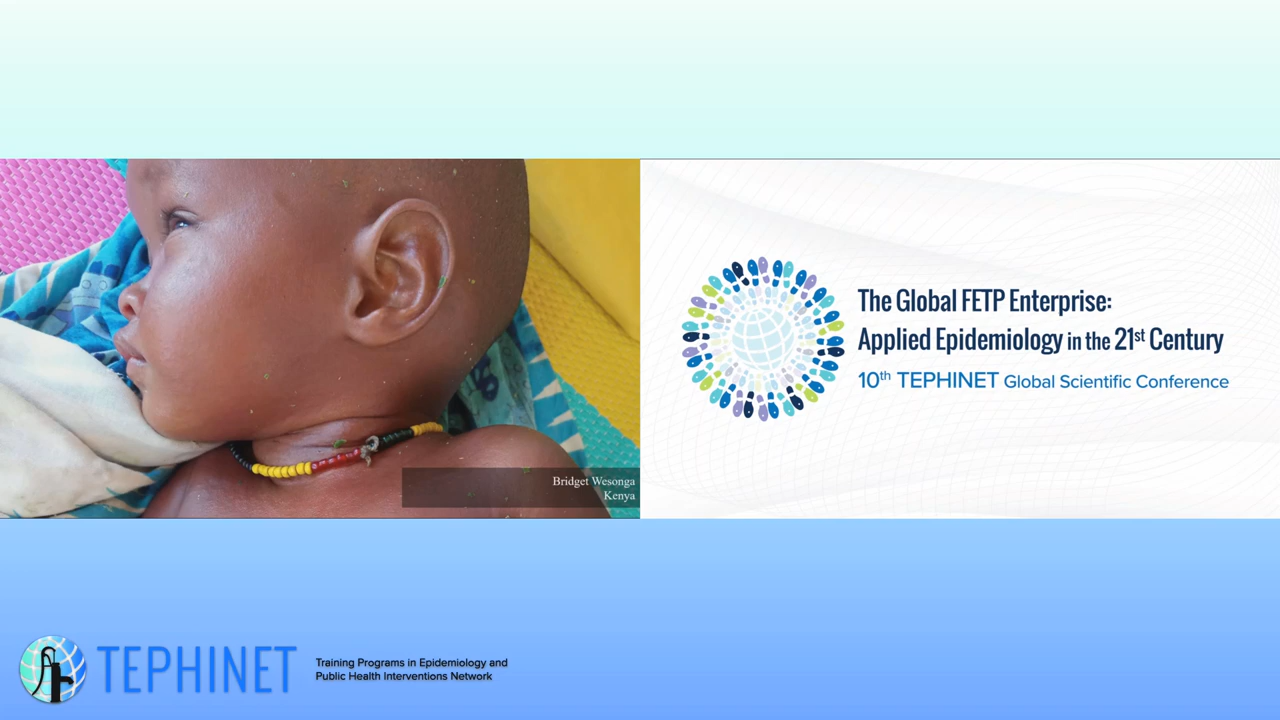 Bridget Wesonga
Kenya
The Global FETP Enterprise:
Applied Epidemiology in the 21st Century
10th TEPHINET Global Scientific Conference
TEPHINET
Training Programs in Epidemiology and
Public Health Interventions Network